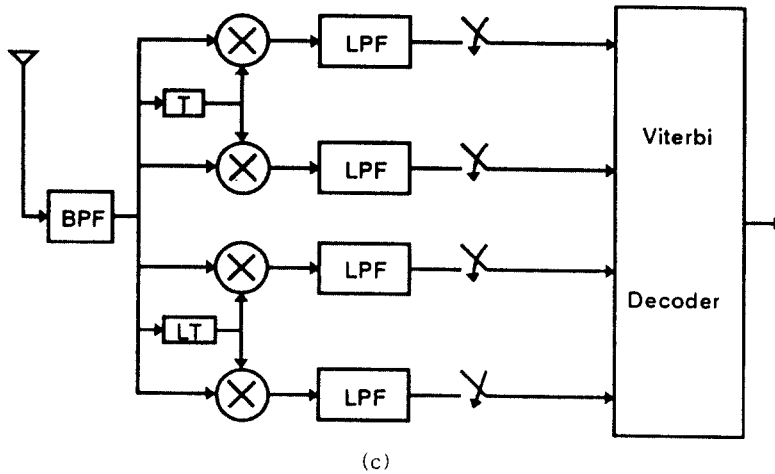 LPF
T
Viterbi
LPF
BPF
LPF
Decoder
LT
LPF
(c)